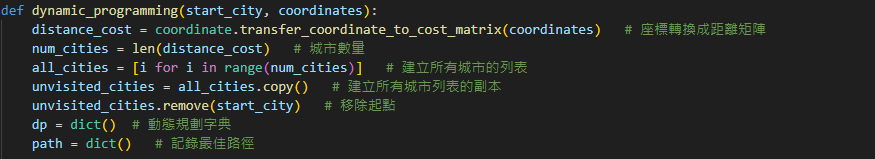 def dynamic_programming(start_city, coordinates):
    distance_cost = coordinate.transfer_coordinate_to_cost_matrix(coordinates)   # 座標轉換成距離矩陣
    num_cities = len(distance_cost)   # 城市數量
    all_cities = [i for i in range(num_cities)]   # 建立所有城市的列表
    unvisited_cities = all_cities.copy()   # 建立所有城市列表的副本
    unvisited_cities.remove(start_city)   # 移除起點
    dp = dict()  # 動態規劃字典
    path = dict()   # 記錄最佳路徑